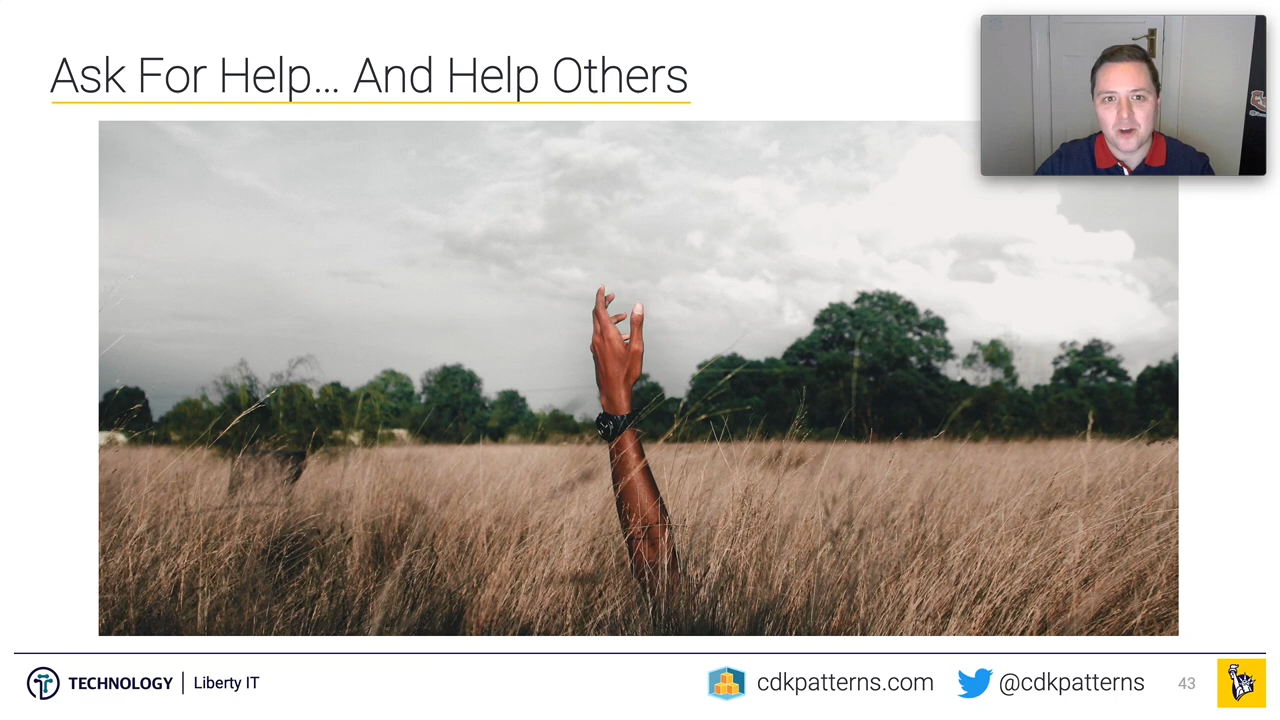 Ask For Help... And Help Others
TECHNOLOGY | Liberty IT
cdkpatterns.com
@cdkpatterns
43